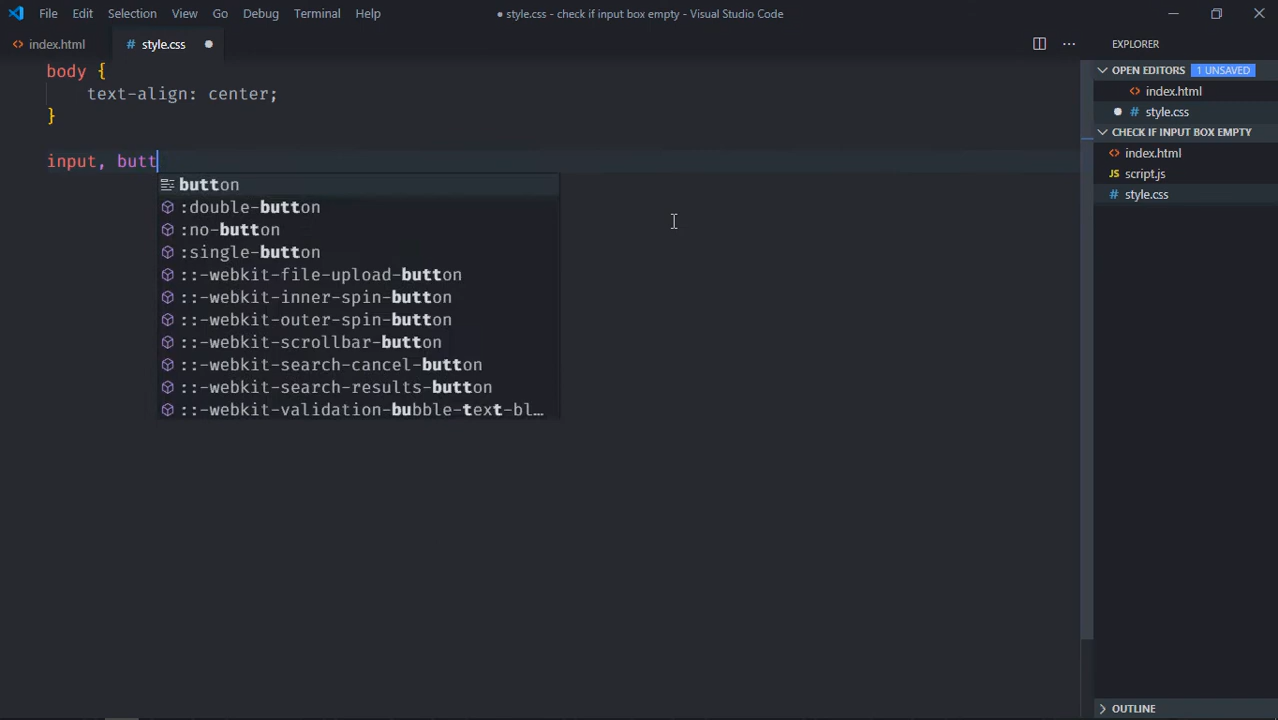 File Edit Selection View Go Debug Terminal Help
● style.css - check if input box empty - Visual Studio Code
index.html
# style.css
EXPLORER
OPEN EDITORS 1 UNSAVED
index.html
# style.css
CHECK IF INPUT BOX EMPTY
index.html
JS script.js
# style.css
OUTLINE
body {
text-align: center;
}
input, butt
button
:double-button
:no-button
:single-button
::-webkit-file-upload-button
::-webkit-inner-spin-button
::-webkit-outer-spin-button
::-webkit-scrollbar-button
::-webkit-search-cancel-button
::-webkit-search-results-button
::-webkit-validation-bubble-text-bl…